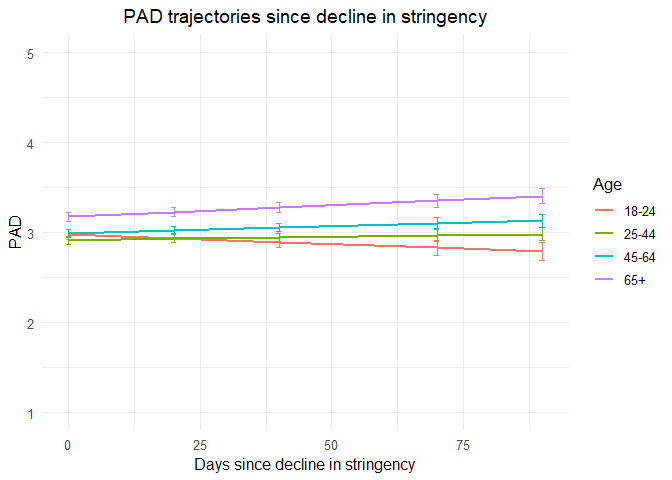 PAD trajectories since decline in stringency
5
4
3
2
1
PAD
0 25 50 75
Days since decline in stringency
Age
18-24
25-44
45-64
65+